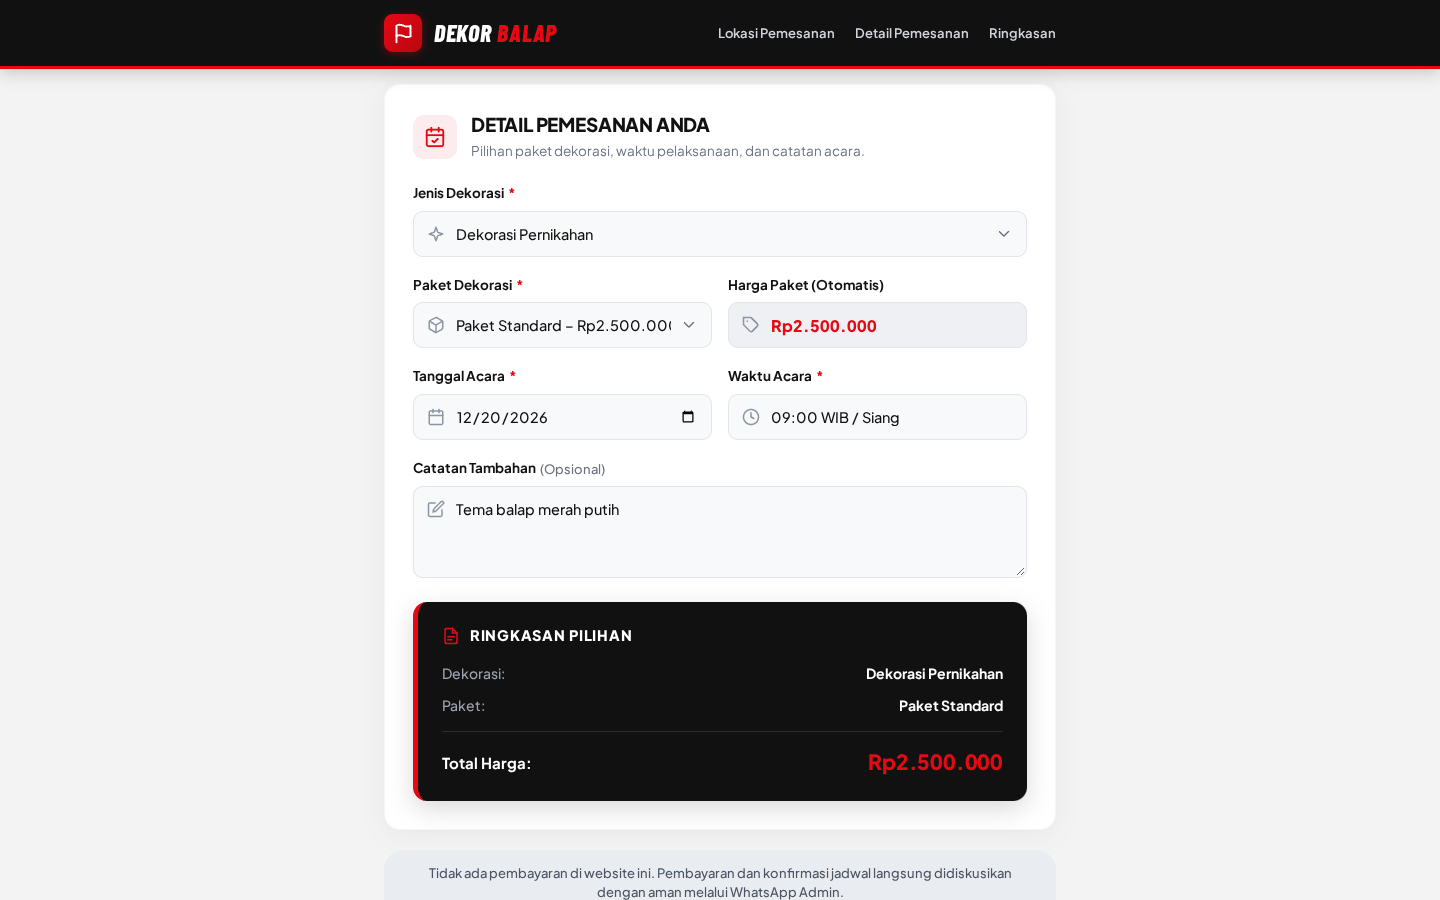 DEKOR BALAP
Lokasi Pemesanan
Detail Pemesanan
Ringkasan
DETAIL PEMESANAN ANDA
Pilihan paket dekorasi, waktu pelaksanaan, dan catatan acara.
Jenis Dekorasi *
Dekorasi Pernikahan
Paket Dekorasi *
Harga Paket (Otomatis)
Paket Standard – Rp2.500.000
Rp2.500.000
Tanggal Acara *
Waktu Acara *
12/20/2026
09:00 WIB / Siang
Catatan Tambahan (Opsional)
Tema balap merah putih
RINGKASAN PILIHAN
Dekorasi:
Dekorasi Pernikahan
Paket:
Paket Standard
Total Harga:
Rp2.500.000
Tidak ada pembayaran di website ini. Pembayaran dan konfirmasi jadwal langsung didiskusikan
dengan aman melalui WhatsApp Admin.